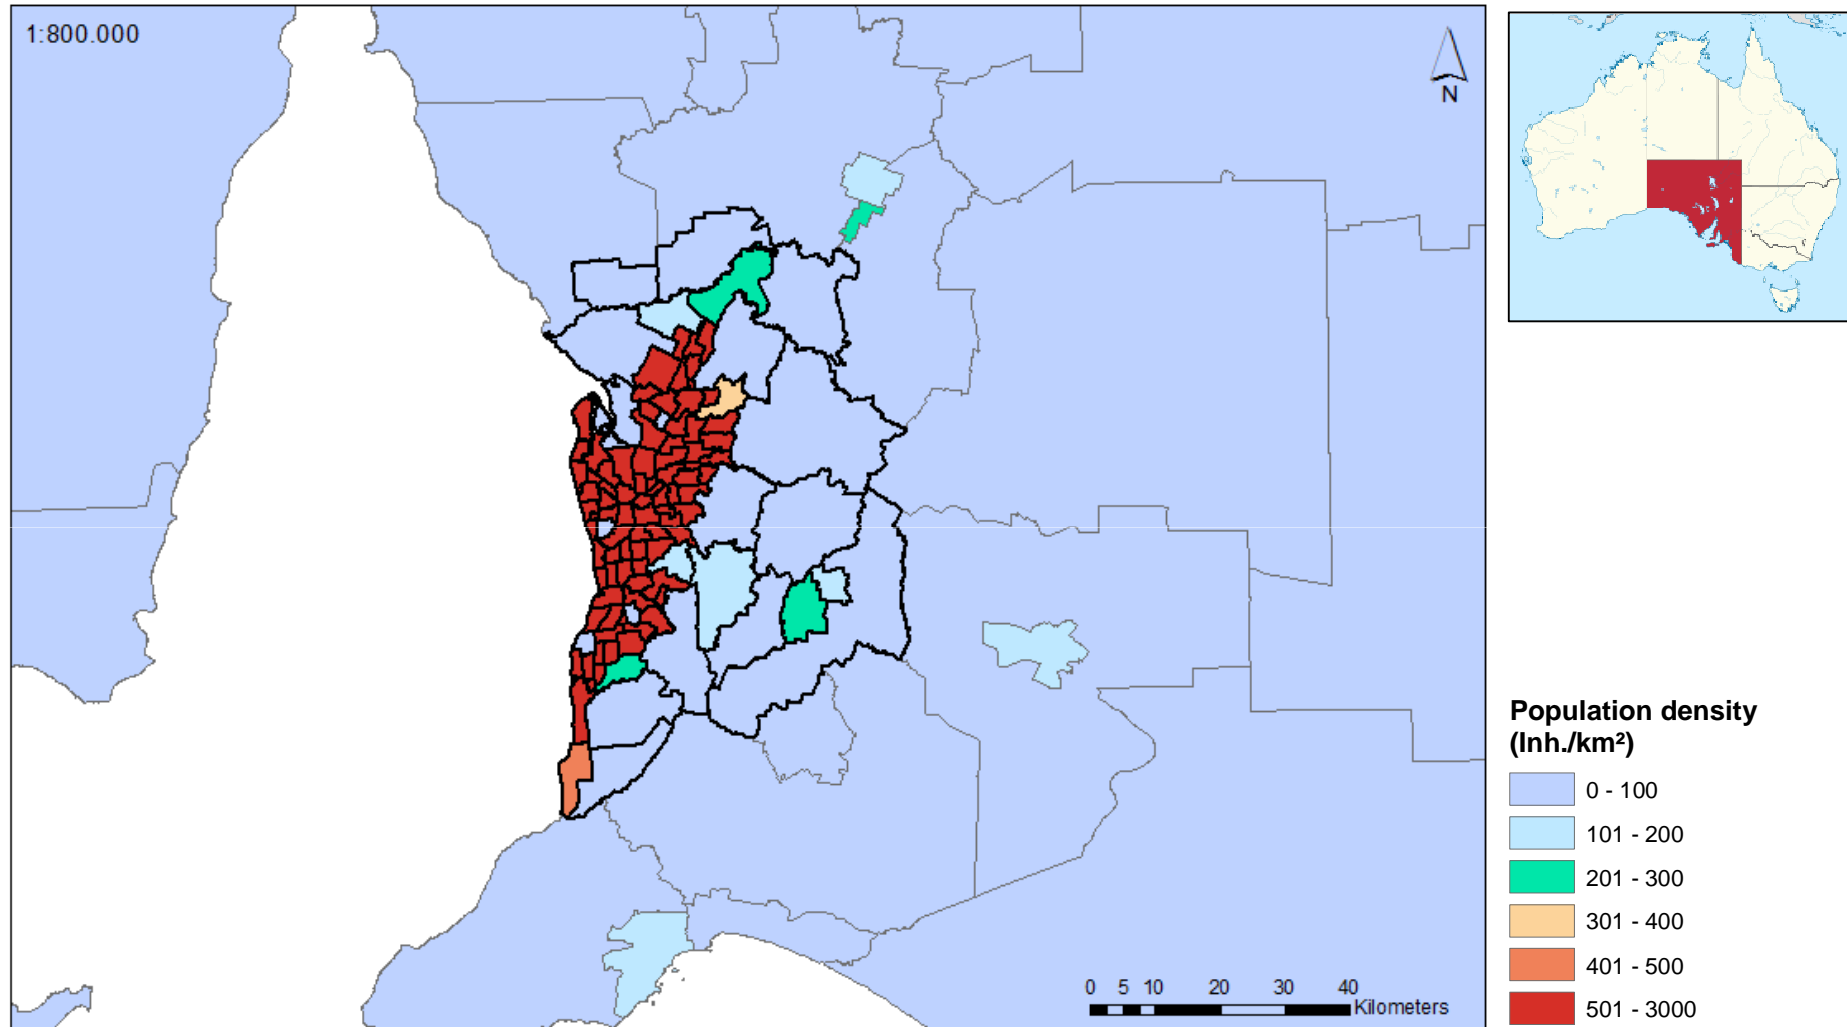 1:800.000
N
Population density
(Inh./km²)
0 - 100
101 - 200
201 - 300
301 - 400
401 - 500
501 - 3000
0 5 10 20 30 40
Kilometers